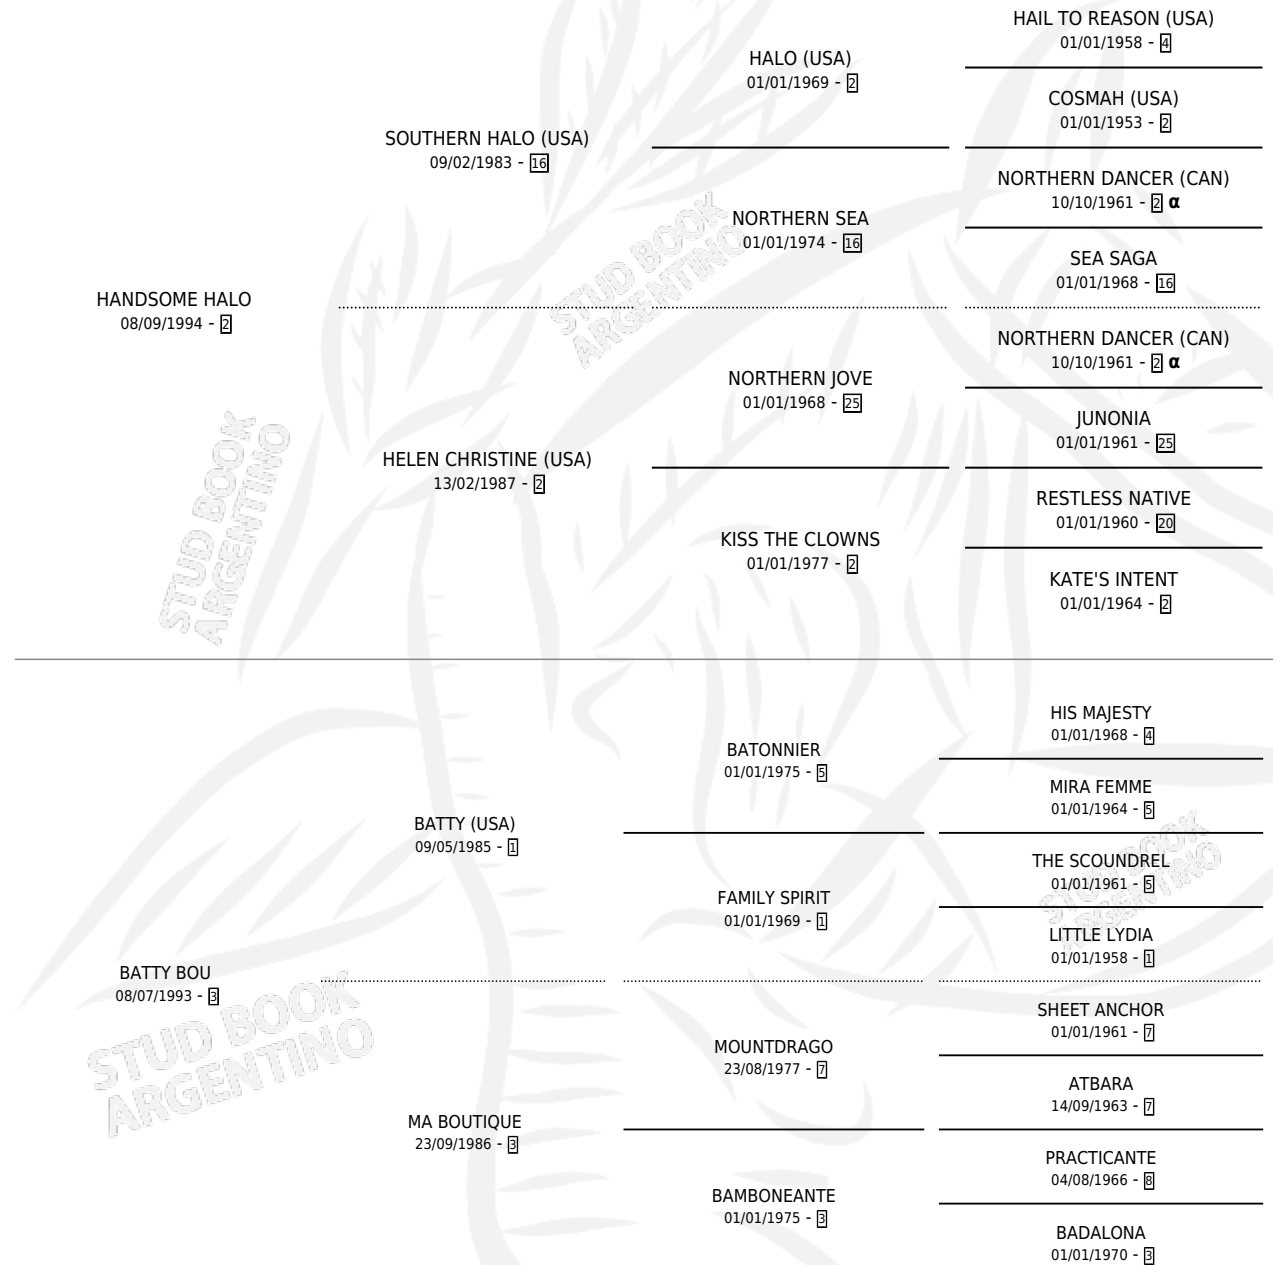 HAIL TO REASON (USA)
01/01/1958 - 4
HALO (USA)
01/01/1969 - 2
COSMAH (USA)
01/01/1953 - 2
SOUTHERN HALO (USA)
09/02/1983 - 16
NORTHERN DANCER (CAN)
10/10/1961 - 2 α
NORTHERN SEA
01/01/1974 - 16
SEA SAGA
01/01/1968 - 16
HANDSOME HALO
08/09/1994 - 2
NORTHERN DANCER (CAN)
10/10/1961 - 2 α
NORTHERN JOVE
01/01/1968 - 25
JUNONIA
01/01/1961 - 25
HELEN CHRISTINE (USA)
13/02/1987 - 2
RESTLESS NATIVE
01/01/1960 - 20
KISS THE CLOWNS
01/01/1977 - 2
KATE'S INTENT
01/01/1964 - 2
HIS MAJESTY
01/01/1968 - 4
BATONNIER
01/01/1975 - 5
MIRA FEMME
01/01/1964 - 5
BATTY (USA)
09/05/1985 - 1
THE SCOUNDREL
01/01/1961 - 5
FAMILY SPIRIT
01/01/1969 - 1
LITTLE LYDIA
01/01/1958 - 1
BATTY BOU
08/07/1993 - 3
SHEET ANCHOR
01/01/1961 - 7
MOUNTDRAGO
23/08/1977 - 7
ATBARA
14/09/1963 - 7
MA BOUTIQUE
23/09/1986 - 3
PRACTICANTE
04/08/1966 - 8
BAMBONEANTE
01/01/1975 - 3
BADALONA
01/01/1970 - 3
STUD BOOK
ARGENTINO
STUD BOOK
ARGENTINO
STUD BOOK
ARGENTINO
STUD BOOK
ARGENTINO